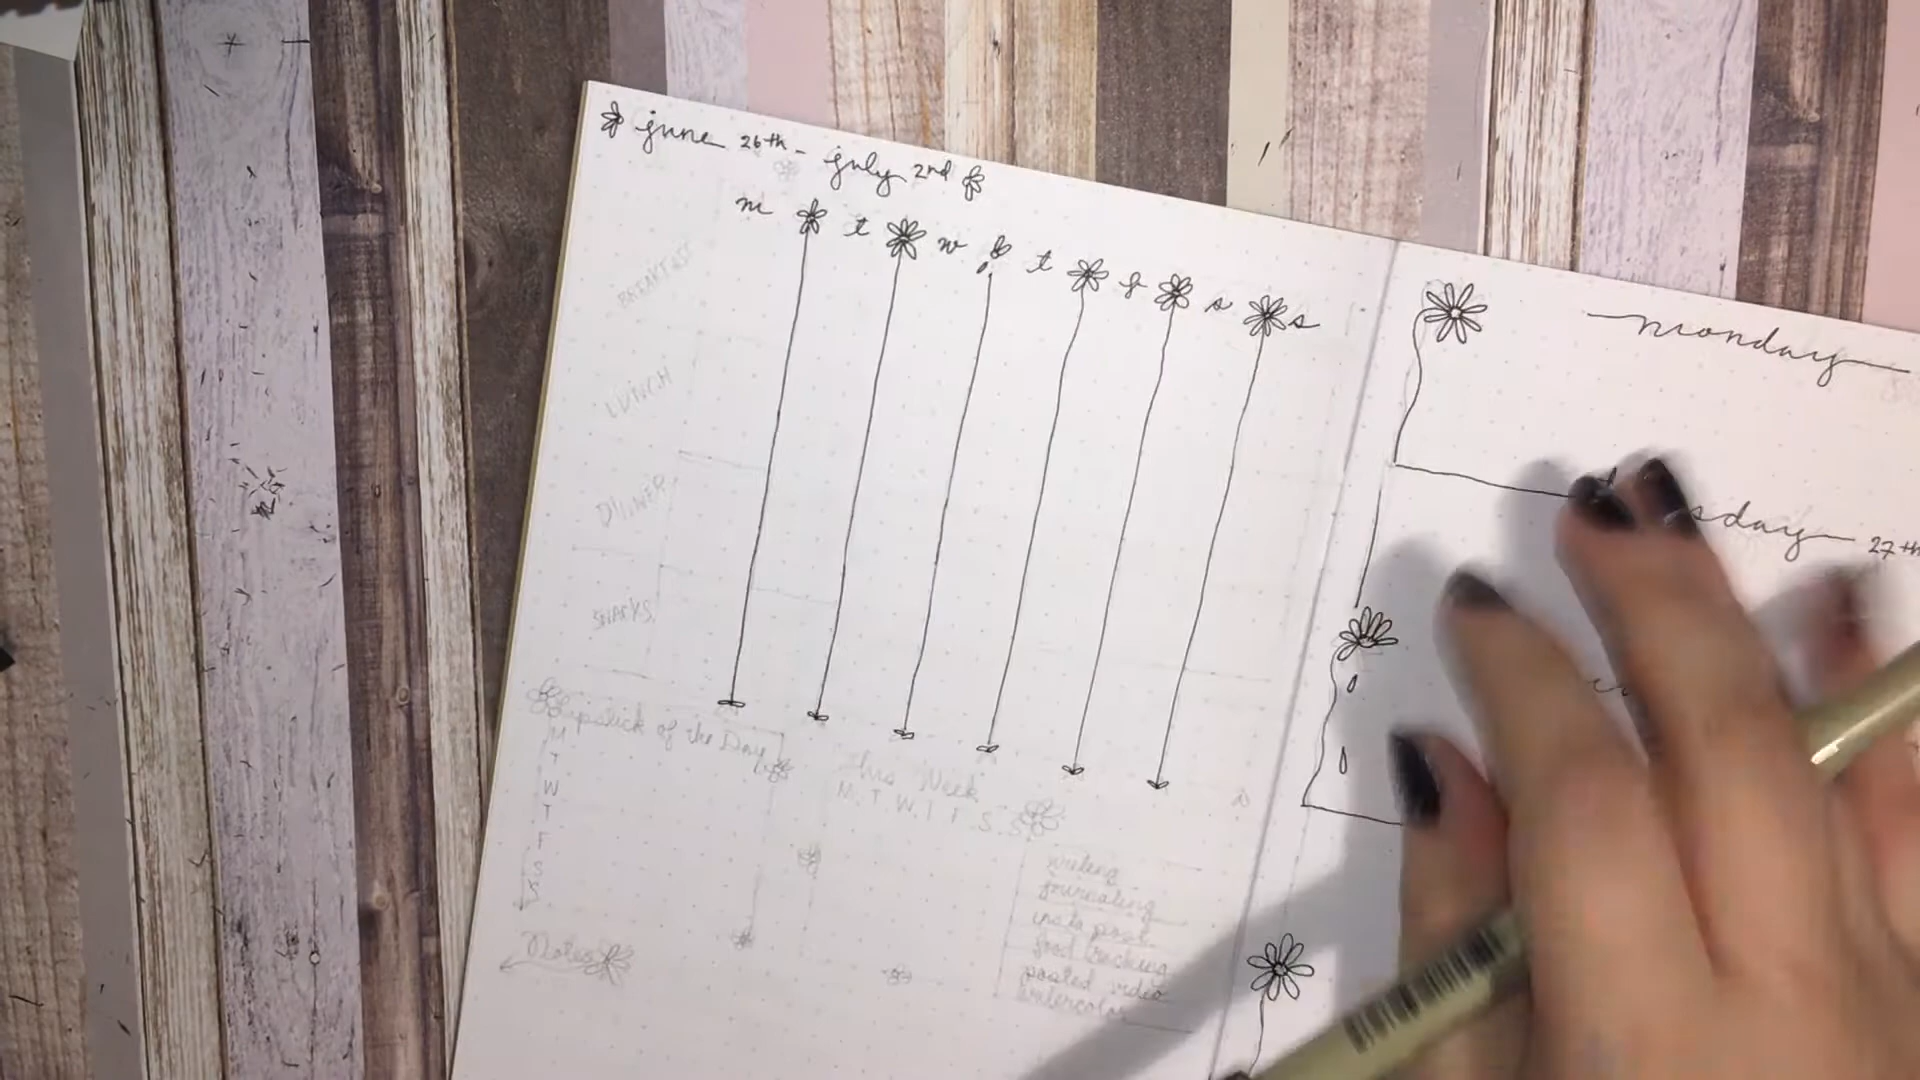 june 26th - july 2nd
m t w t f s s
BREAKFAST
LUNCH
DINNER
SNACKS
Lipstick of the Day
M
T
W
T
F
S
S
This Week
M. T. W. T. F. S. S.
writing
journaling
insta post
food tracking
posted video
watercolor
Notes
monday
sday 27th